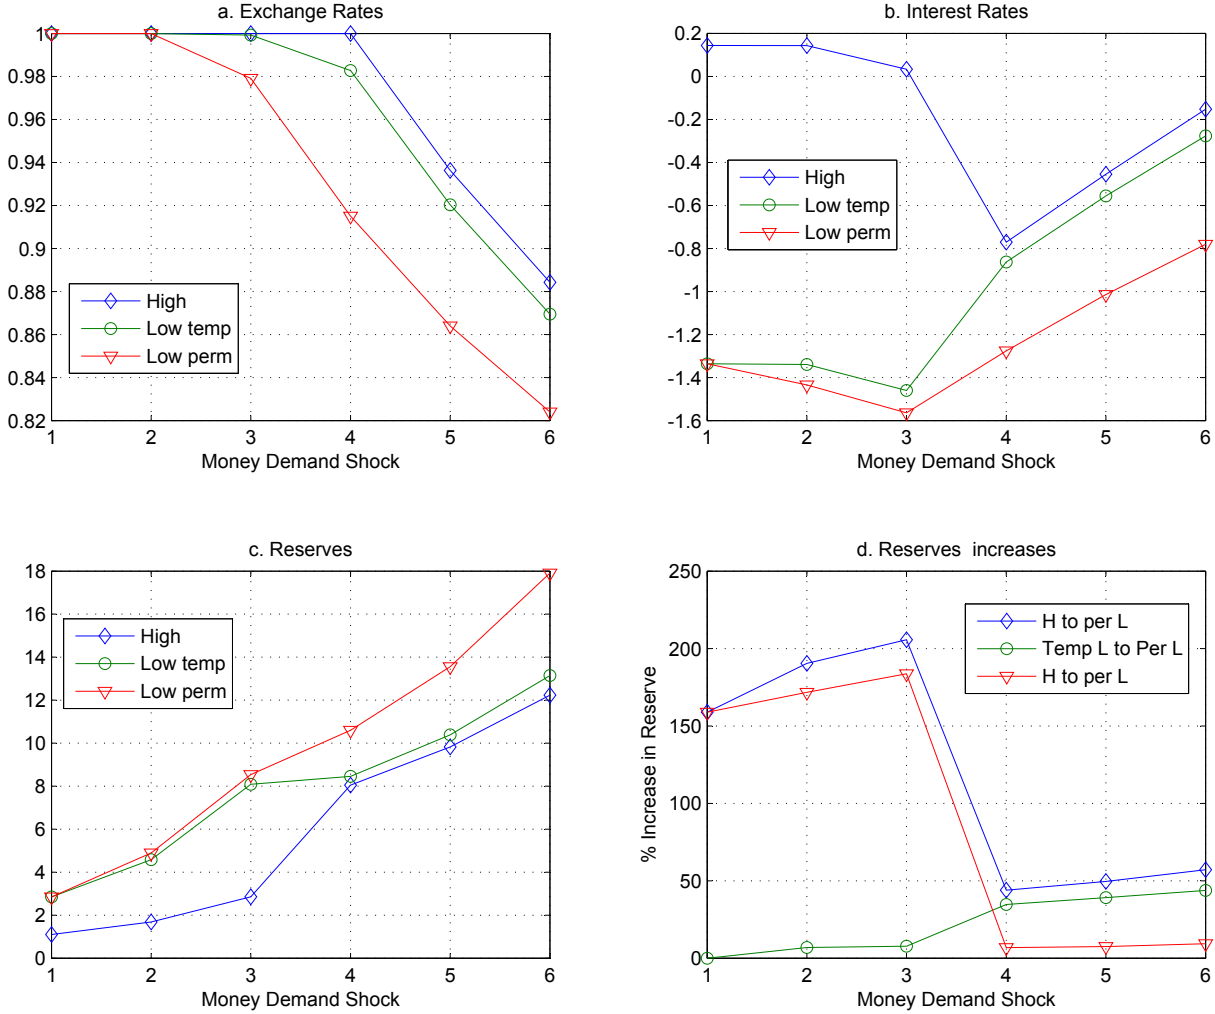 a. Exchange Rates
1
0.98
0.96
0.94
0.92
0.9
0.88
0.86
0.84
0.82
High
Low temp
Low perm
1 2 3 4 5 6
Money Demand Shock
b. Interest Rates
0.2
0
-0.2
-0.4
-0.6
-0.8
-1
-1.2
-1.4
-1.6
High
Low temp
Low perm
1 2 3 4 5 6
Money Demand Shock
c. Reserves
18
16
14
12
10
8
6
4
2
0
High
Low temp
Low perm
1 2 3 4 5 6
Money Demand Shock
d. Reserves increases
% Increase in Reserve
250
200
150
100
50
0
H to per L
Temp L to Per L
H to per L
1 2 3 4 5 6
Money Demand Shock